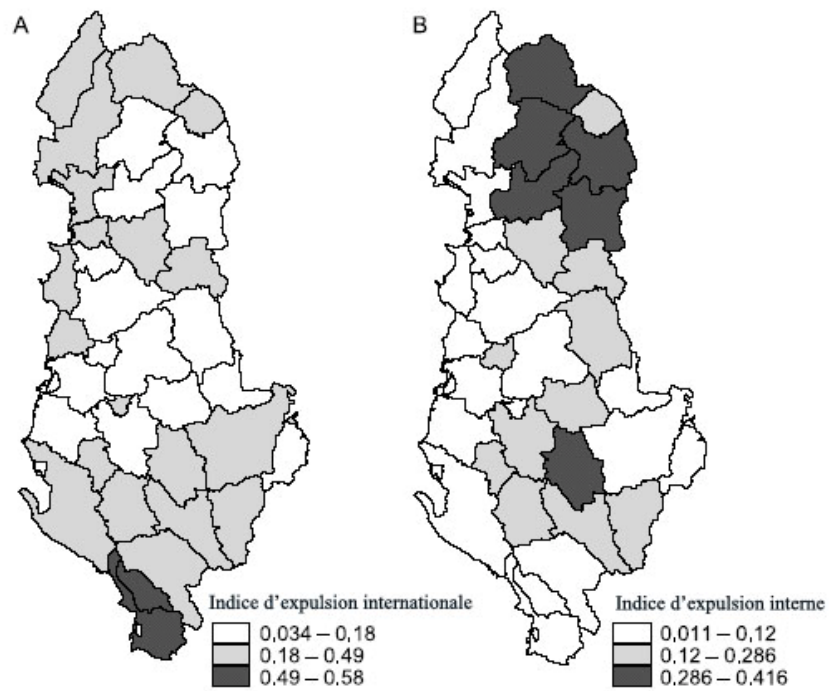 A
B
Indice d'expulsion internationale
0,034 – 0,18
0,18 – 0,49
0,49 – 0,58
Indice d'expulsion interne
0,011 – 0,12
0,12 – 0,286
0,286 – 0,416